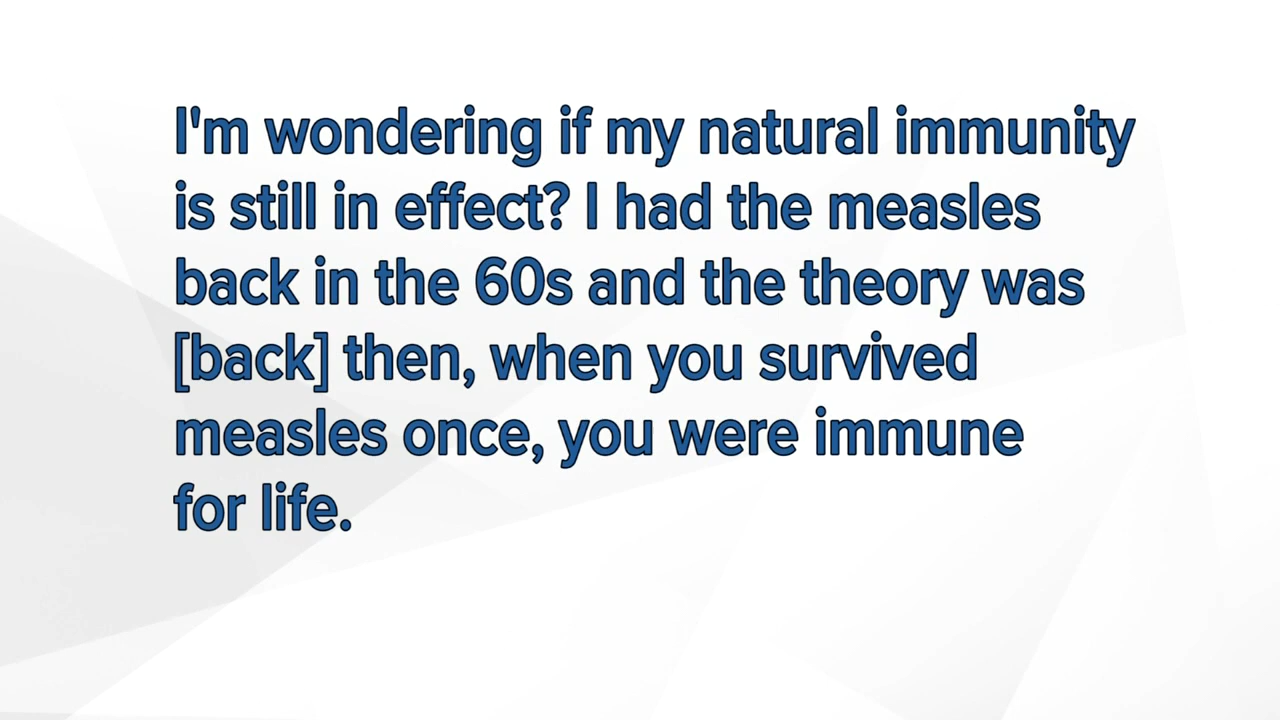 I'm wondering if my natural immunity
is still in effect? I had the measles
back in the 60s and the theory was
[back] then, when you survived
measles once, you were immune
for life.